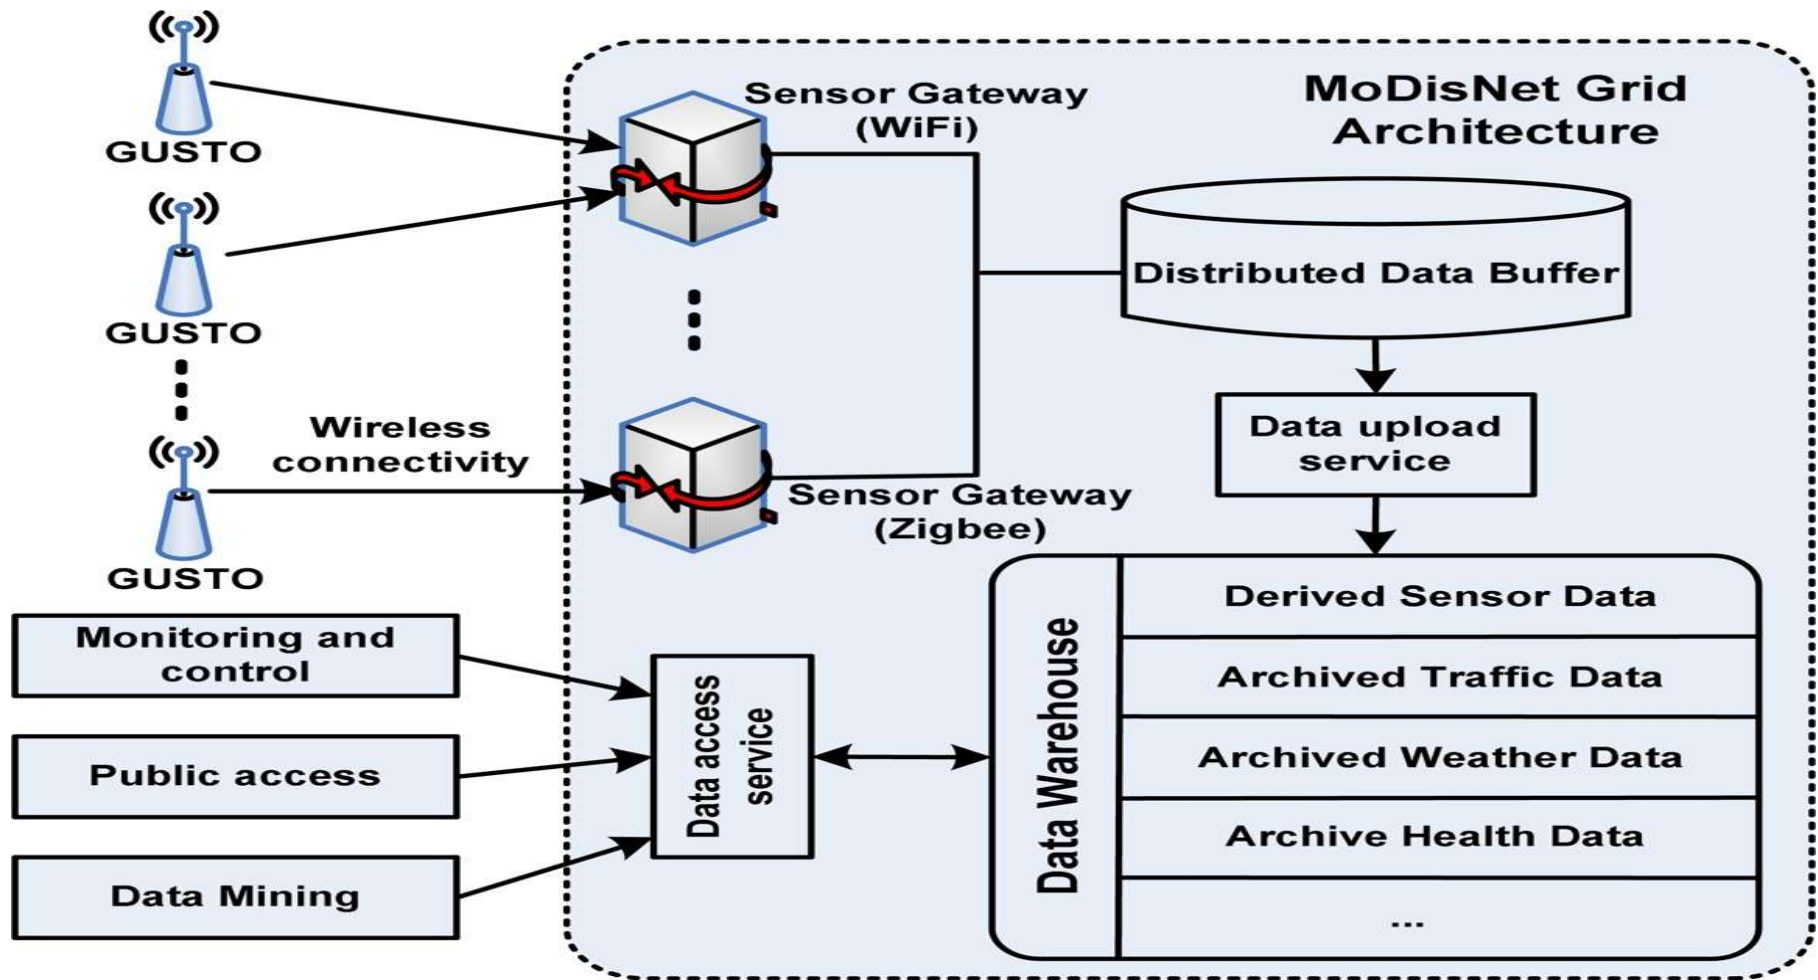 GUSTO
GUSTO
Wireless
connectivity
GUSTO
Monitoring and
control
Public access
Data Mining
Sensor Gateway
(WiFi)
Sensor Gateway
(Zigbee)
MoDisNet Grid
Architecture
Distributed Data Buffer
Data upload
service
Data access
service
Data Warehouse
Derived Sensor Data
Archived Traffic Data
Archived Weather Data
Archive Health Data
...